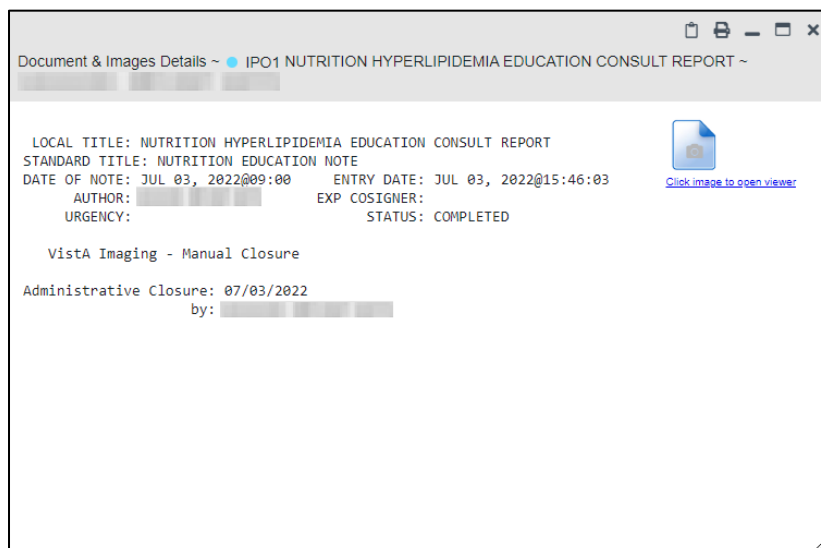 Document & Images Details ~ IPO1 NUTRITION HYPERLIPIDEMIA EDUCATION CONSULT REPORT ~
LOCAL TITLE: NUTRITION HYPERLIPIDEMIA EDUCATION CONSULT REPORT
STANDARD TITLE: NUTRITION EDUCATION NOTE
DATE OF NOTE: JUL 03, 2022@09:00 ENTRY DATE: JUL 03, 2022@15:46:03
AUTHOR: EXP COSIGNER:
URGENCY: STATUS: COMPLETED
Click image to open viewer
VistA Imaging - Manual Closure
Administrative Closure: 07/03/2022
by: